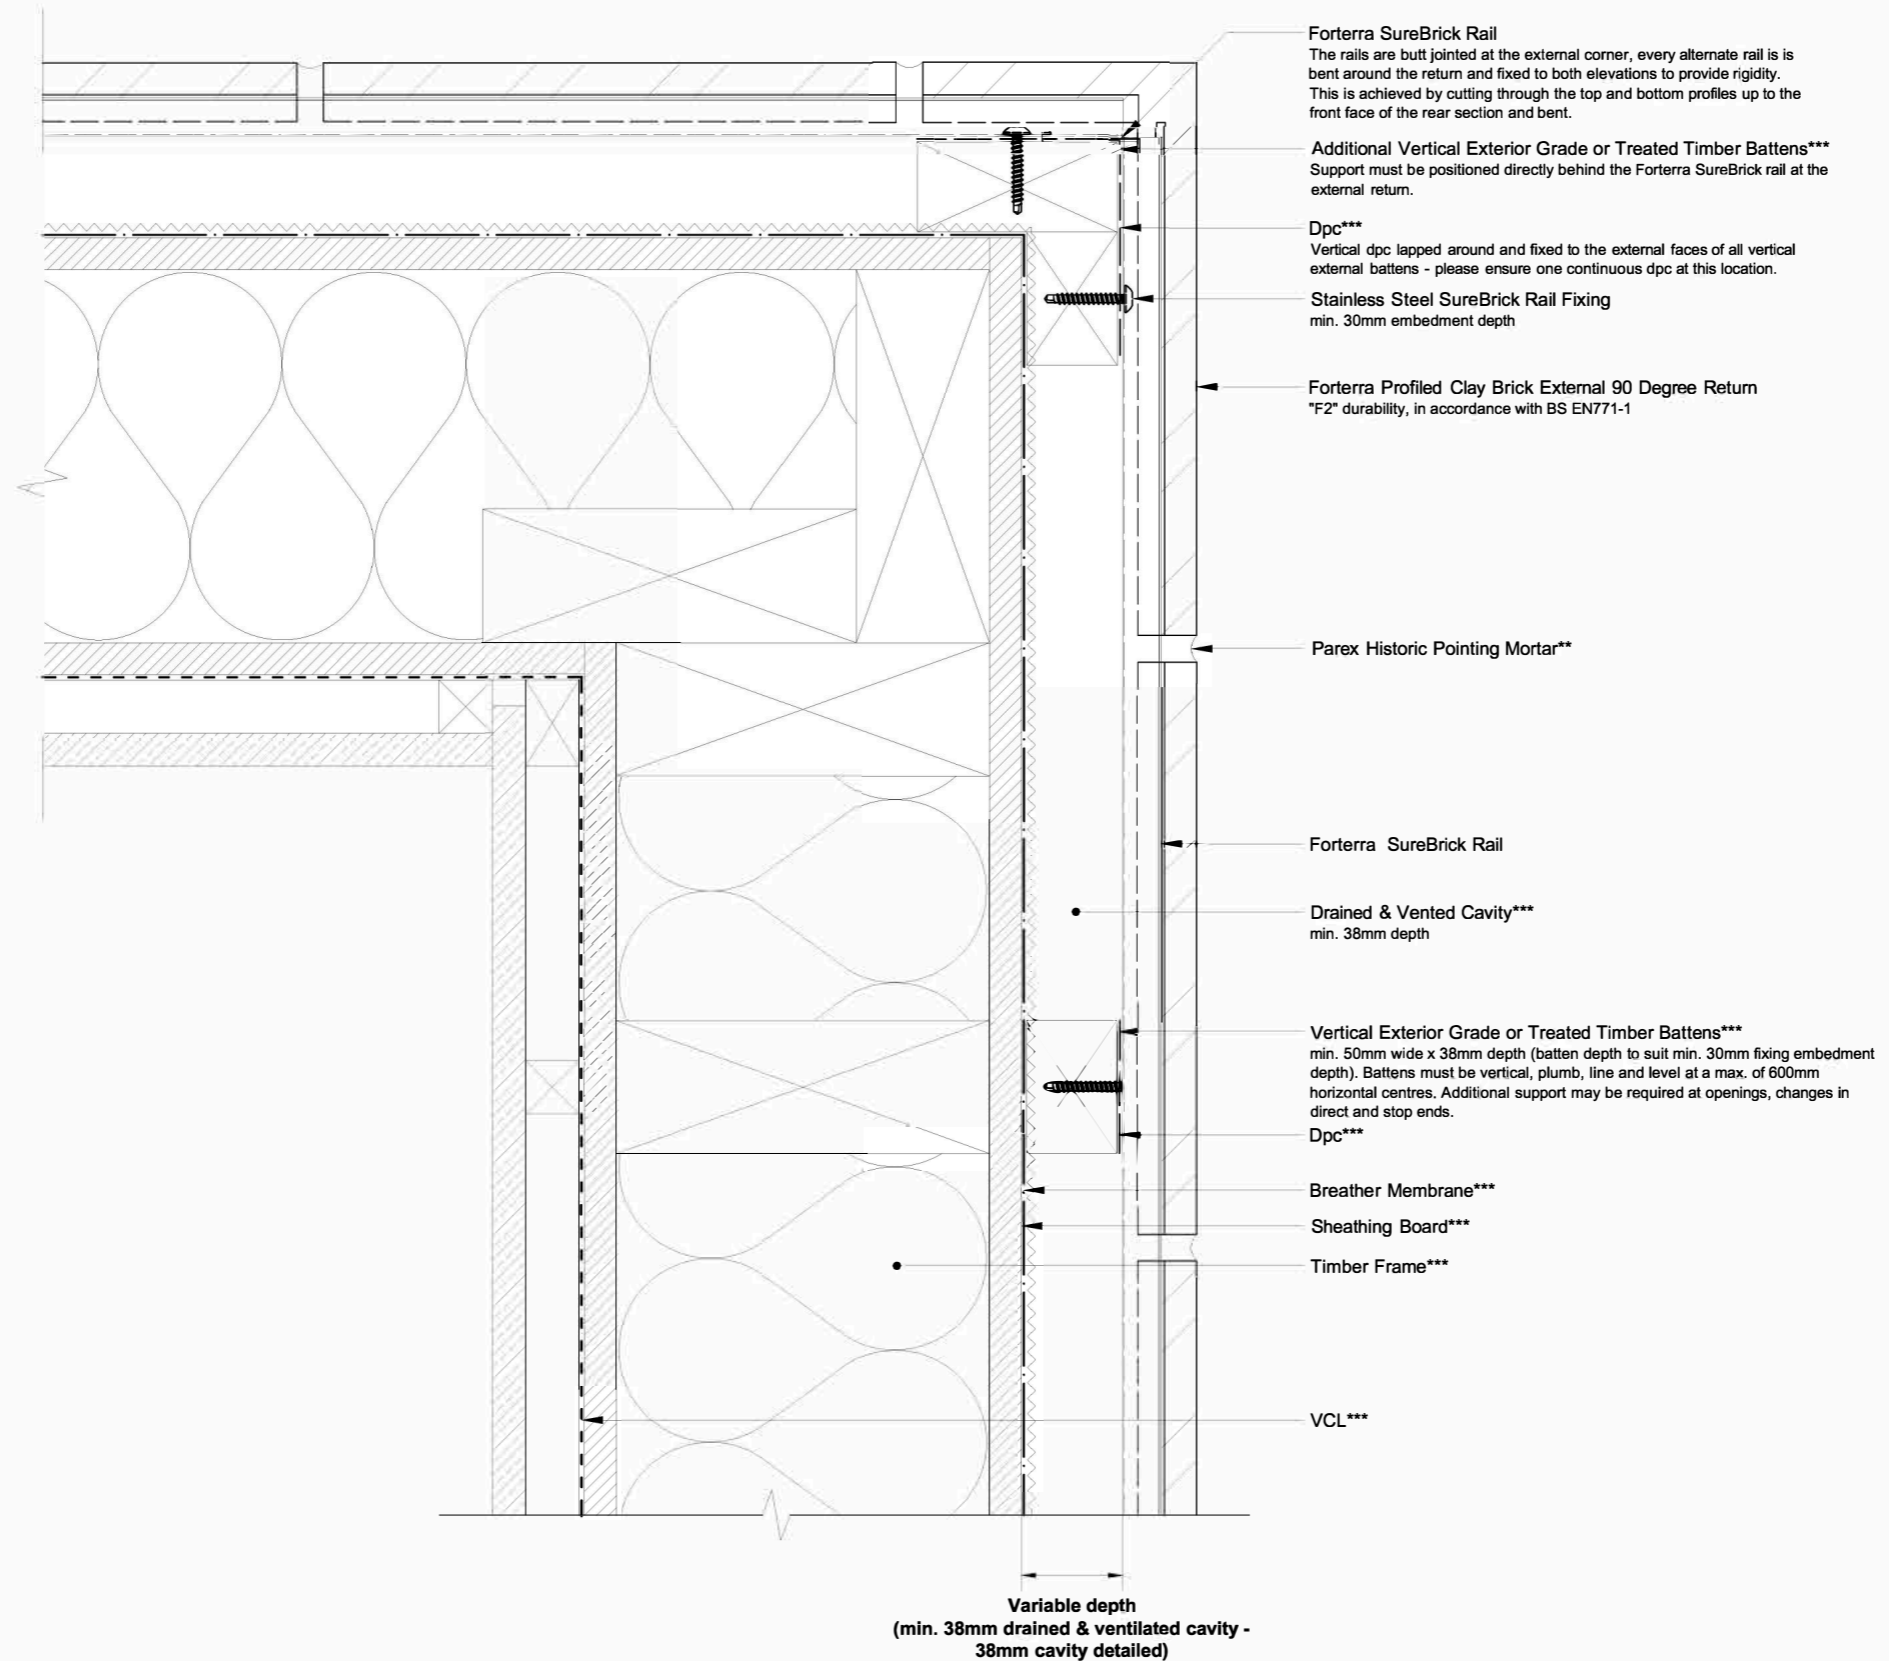 Forterra SureBrick Rail
The rails are butt jointed at the external corner, every alternate rail is is
bent around the return and fixed to both elevations to provide rigidity.
This is achieved by cutting through the top and bottom profiles up to the
front face of the rear section and bent.
Additional Vertical Exterior Grade or Treated Timber Battens***
Support must be positioned directly behind the Forterra SureBrick rail at the
external return.
Dpc***
Vertical dpc lapped around and fixed to the external faces of all vertical
external battens - please ensure one continuous dpc at this location.
Stainless Steel SureBrick Rail Fixing
min. 30mm embedment depth
Forterra Profiled Clay Brick External 90 Degree Return
"F2" durability, in accordance with BS EN771-1
Parex Historic Pointing Mortar**
Forterra SureBrick Rail
Drained & Vented Cavity***
min. 38mm depth
Vertical Exterior Grade or Treated Timber Battens***
min. 50mm wide x 38mm depth (batten depth to suit min. 30mm fixing embedment
depth). Battens must be vertical, plumb, line and level at a max. of 600mm
horizontal centres. Additional support may be required at openings, changes in
direct and stop ends.
Dpc***
Breather Membrane***
Sheathing Board***
Timber Frame***
VCL***
Variable depth
(min. 38mm drained & ventilated cavity -
38mm cavity detailed)